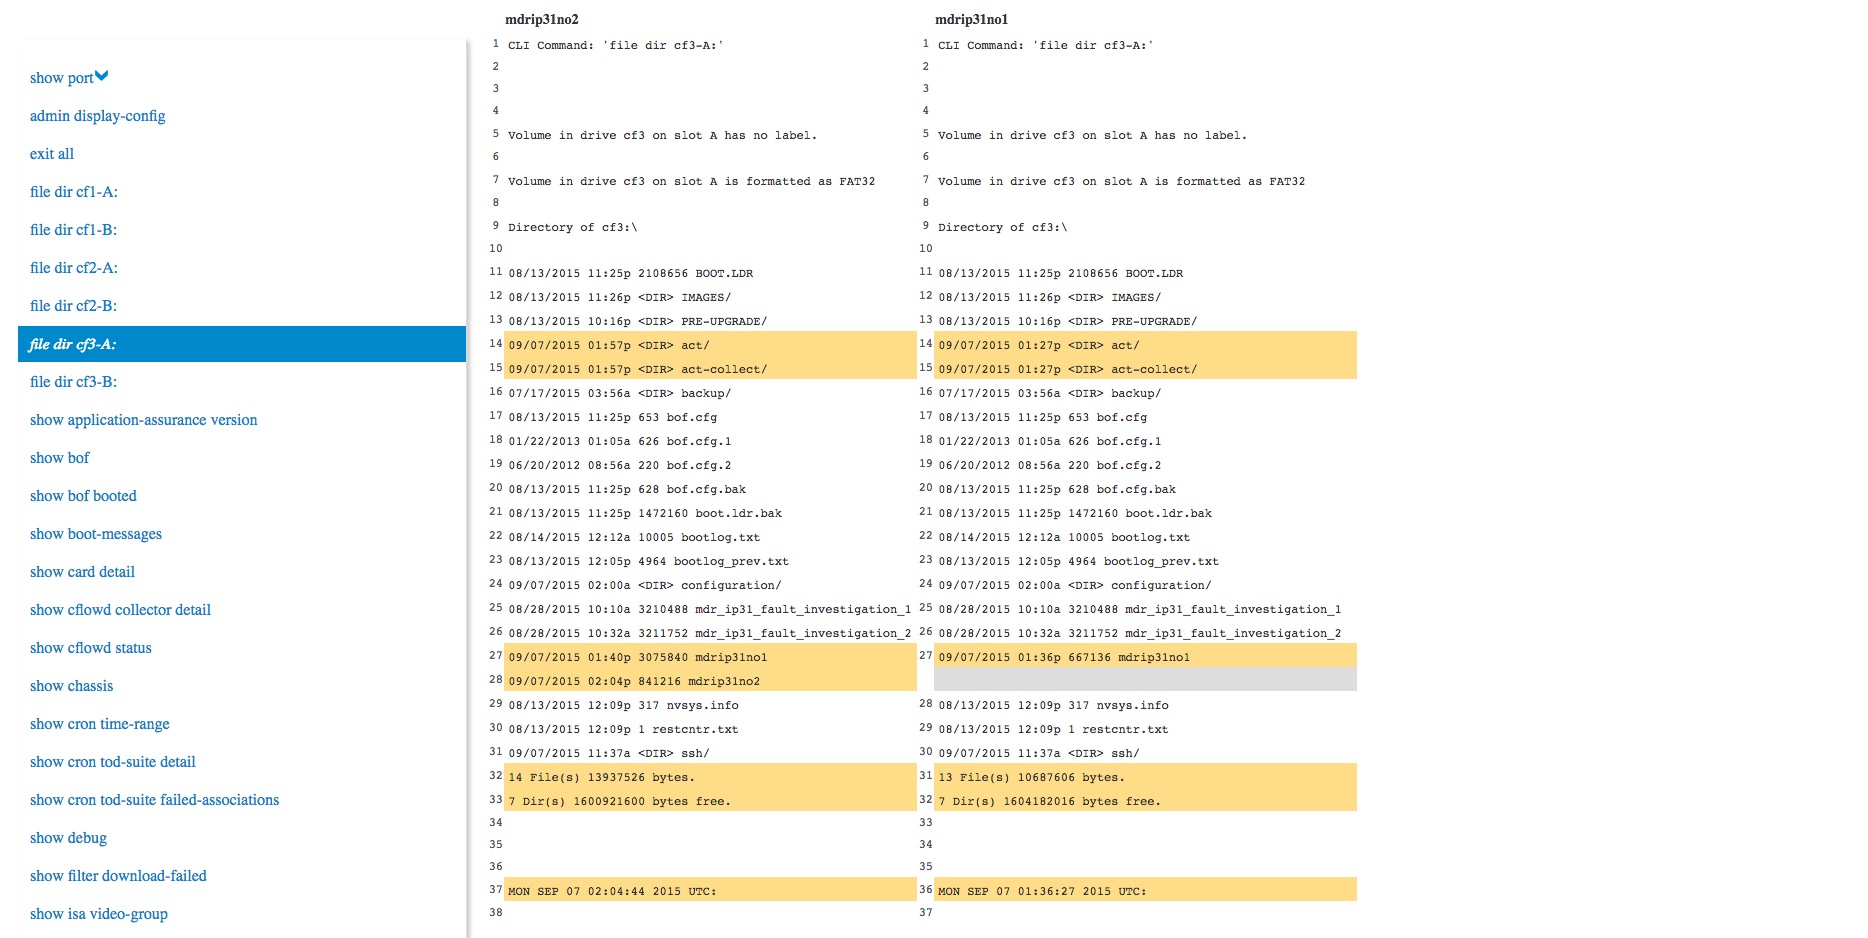 show port
admin display-config
exit all
file dir cf1-A:
file dir cf1-B:
file dir cf2-A:
file dir cf2-B:
file dir cf3-A:
file dir cf3-B:
show application-assurance version
show bof
show bof booted
show boot-messages
show card detail
show cflowd collector detail
show cflowd status
show chassis
show cron time-range
show cron tod-suite detail
show cron tod-suite failed-associations
show debug
show filter download-failed
show isa video-group
mdrip31no2
1 CLI Command: 'file dir cf3-A:'
2
3
4
5 Volume in drive cf3 on slot A has no label.
6
7 Volume in drive cf3 on slot A is formatted as FAT32
8
9 Directory of cf3:\
10
11 08/13/2015 11:25p 2108656 BOOT.LDR
12 08/13/2015 11:26p <DIR> IMAGES/
13 08/13/2015 10:16p <DIR> PRE-UPGRADE/
14 09/07/2015 01:57p <DIR> act/
15 09/07/2015 01:57p <DIR> act-collect/
16 07/17/2015 03:56a <DIR> backup/
17 08/13/2015 11:25p 653 bof.cfg
18 01/22/2013 01:05a 626 bof.cfg.1
19 06/20/2012 08:56a 220 bof.cfg.2
20 08/13/2015 11:25p 628 bof.cfg.bak
21 08/13/2015 11:25p 1472160 boot.ldr.bak
22 08/14/2015 12:12a 10005 bootlog.txt
23 08/13/2015 12:05p 4964 bootlog_prev.txt
24 09/07/2015 02:00a <DIR> configuration/
25 08/28/2015 10:10a 3210488 mdr_ip31_fault_investigation_1
26 08/28/2015 10:32a 3211752 mdr_ip31_fault_investigation_2
27 09/07/2015 01:40p 3075840 mdrip31no1
28 09/07/2015 02:04p 841216 mdrip31no2
29 08/13/2015 12:09p 317 nvsys.info
30 08/13/2015 12:09p 1 restcntr.txt
31 09/07/2015 11:37a <DIR> ssh/
32 14 File(s) 13937526 bytes.
33 7 Dir(s) 1600921600 bytes free.
34
35
36
37 MON SEP 07 02:04:44 2015 UTC:
38
mdrip31no1
1 CLI Command: 'file dir cf3-A:'
2
3
4
5 Volume in drive cf3 on slot A has no label.
6
7 Volume in drive cf3 on slot A is formatted as FAT32
8
9 Directory of cf3:\
10
11 08/13/2015 11:25p 2108656 BOOT.LDR
12 08/13/2015 11:26p <DIR> IMAGES/
13 08/13/2015 10:16p <DIR> PRE-UPGRADE/
14 09/07/2015 01:27p <DIR> act/
15 09/07/2015 01:27p <DIR> act-collect/
16 07/17/2015 03:56a <DIR> backup/
17 08/13/2015 11:25p 653 bof.cfg
18 01/22/2013 01:05a 626 bof.cfg.1
19 06/20/2012 08:56a 220 bof.cfg.2
20 08/13/2015 11:25p 628 bof.cfg.bak
21 08/13/2015 11:25p 1472160 boot.ldr.bak
22 08/14/2015 12:12a 10005 bootlog.txt
23 08/13/2015 12:05p 4964 bootlog_prev.txt
24 09/07/2015 02:00a <DIR> configuration/
25 08/28/2015 10:10a 3210488 mdr_ip31_fault_investigation_1
26 08/28/2015 10:32a 3211752 mdr_ip31_fault_investigation_2
27 09/07/2015 01:36p 667136 mdrip31no1
28 08/13/2015 12:09p 317 nvsys.info
29 08/13/2015 12:09p 1 restcntr.txt
30 09/07/2015 11:37a <DIR> ssh/
31 13 File(s) 10687606 bytes.
32 7 Dir(s) 1604182016 bytes free.
33
34
35
36 MON SEP 07 01:36:27 2015 UTC:
37